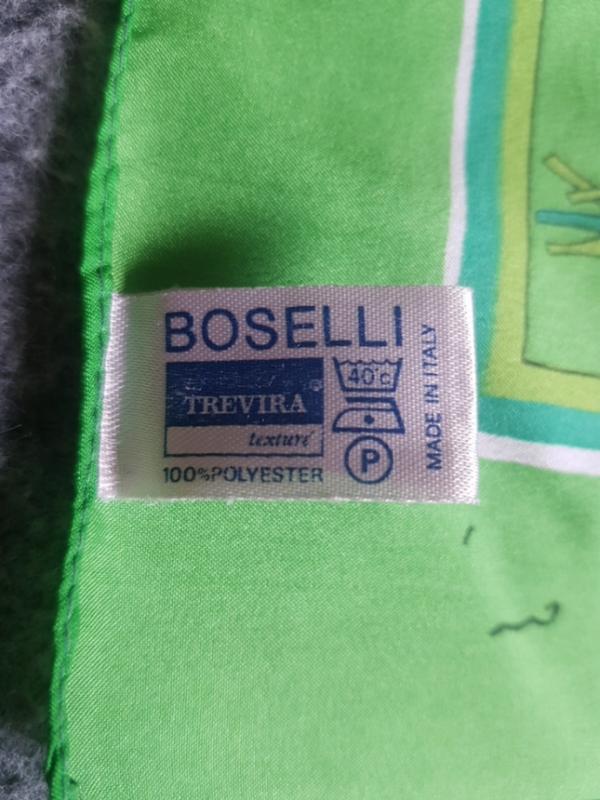 BOSELLI
TREVIRA®
texturé
100%POLYESTER
40°c
P
MADE IN ITALY